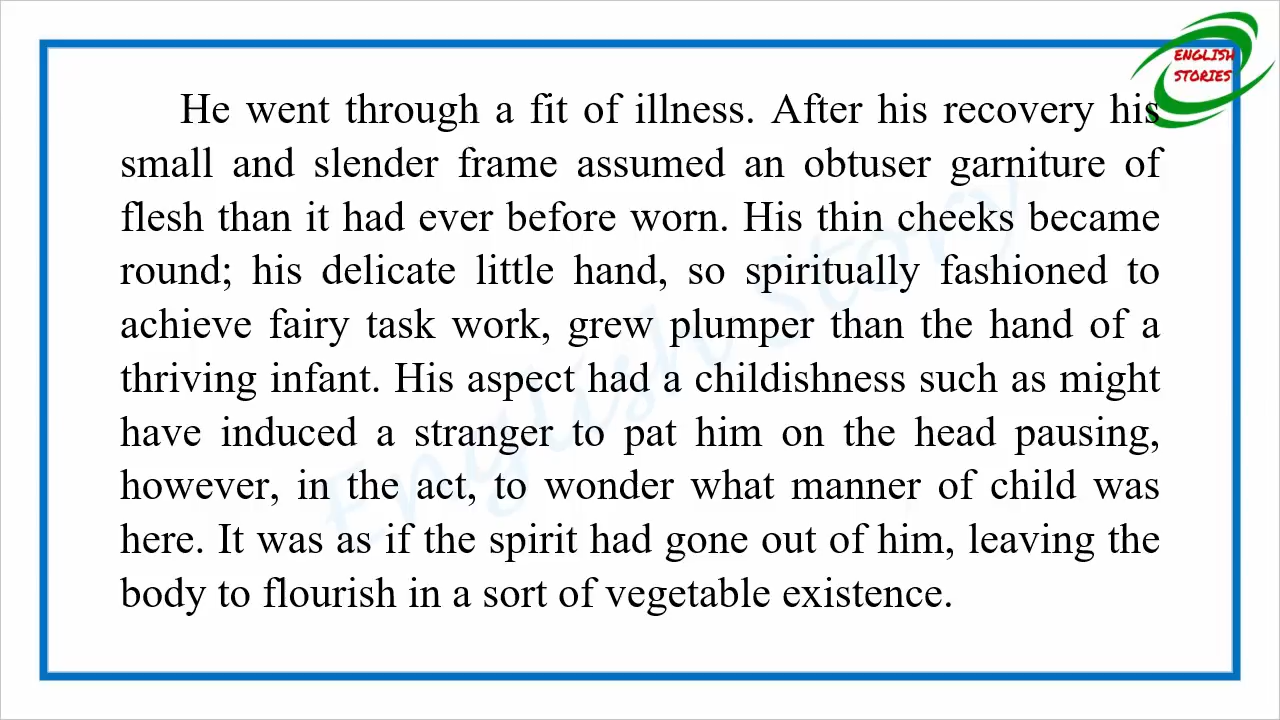 ENGLISH
STORIES
He went through a fit of illness. After his recovery his
small and slender frame assumed an obtuser garniture of
flesh than it had ever before worn. His thin cheeks became
round; his delicate little hand, so spiritually fashioned to
achieve fairy task work, grew plumper than the hand of a
thriving infant. His aspect had a childishness such as might
have induced a stranger to pat him on the head pausing,
however, in the act, to wonder what manner of child was
here. It was as if the spirit had gone out of him, leaving the
body to flourish in a sort of vegetable existence.
English Story